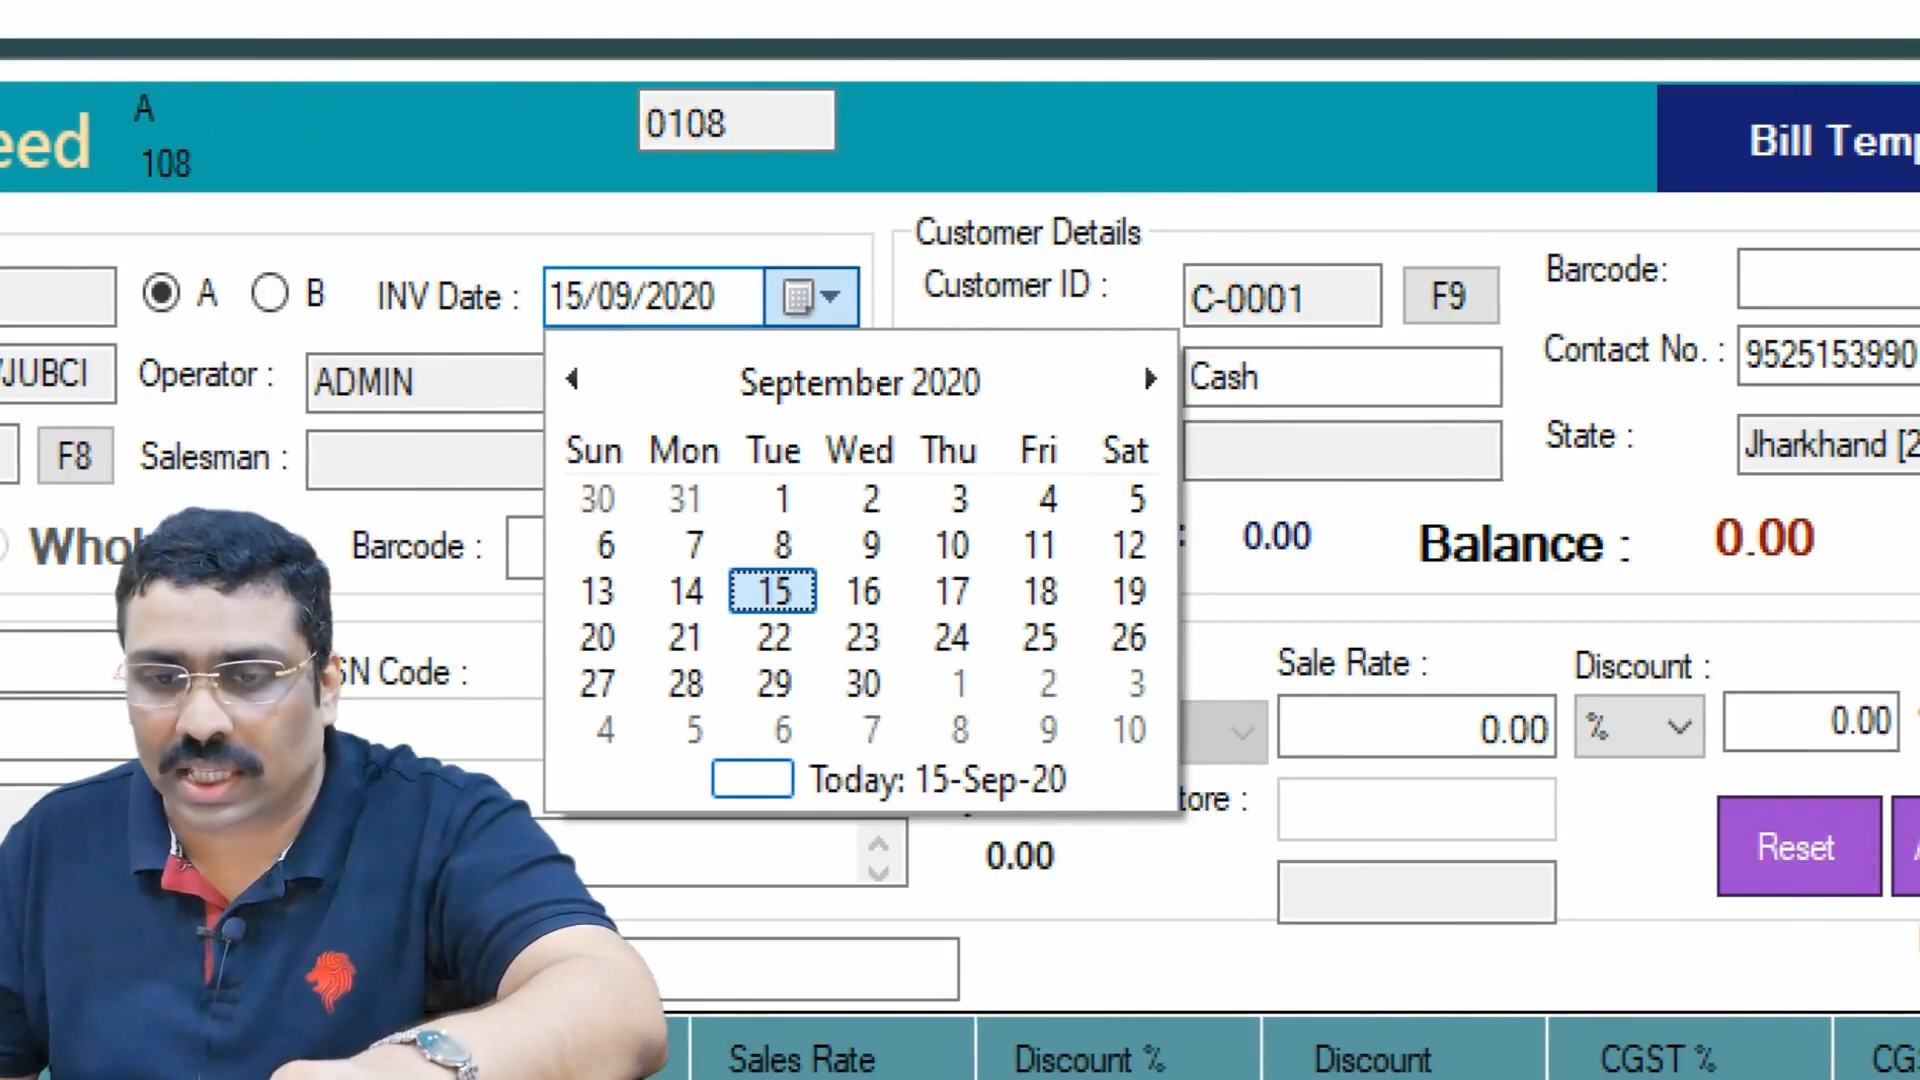 eed
A
108
0108
Bill Temp
Customer Details
A
B
INV Date :
15/09/2020
Customer ID :
C-0001
F9
Barcode:
JUBCI
Operator :
ADMIN
Cash
Contact No. :
9525153990
F8
Salesman :
State :
Jharkhand [2
September 2020
Sun Mon Tue Wed Thu Fri Sat
30 31 1 2 3 4 5
6 7 8 9 10 11 12
13 14 15 16 17 18 19
20 21 22 23 24 25 26
27 28 29 30 1 2 3
4 5 6 7 8 9 10
Today: 15-Sep-20
Whol
Barcode :
: 0.00
Balance :
0.00
SN Code :
Sale Rate :
Discount :
0.00
%
0.00
tore :
0.00
Reset
Sales Rate
Discount %
Discount
CGST %
CG